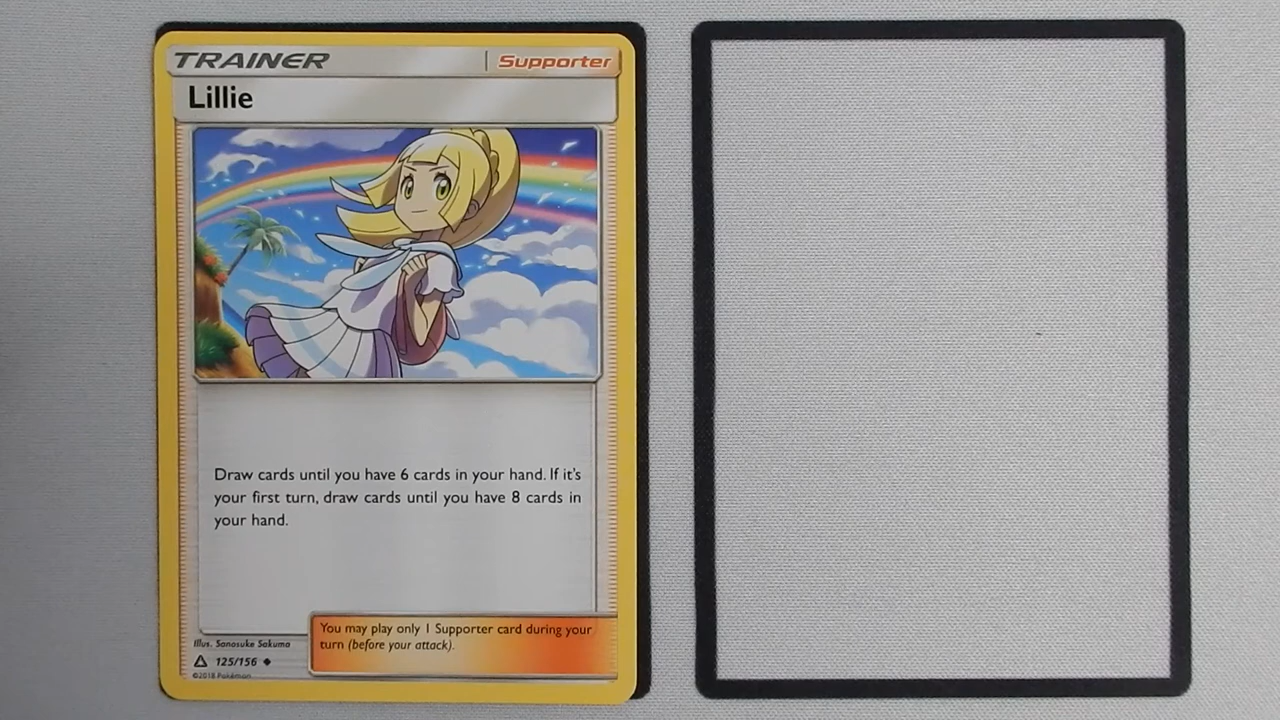 TRAINER Supporter
Lillie
Draw cards until you have 6 cards in your hand. If it's
your first turn, draw cards until you have 8 cards in
your hand.
You may play only 1 Supporter card during your
turn (before your attack).
Illus. Sanosuke Sakuma
125/156
©2018 Pokémon